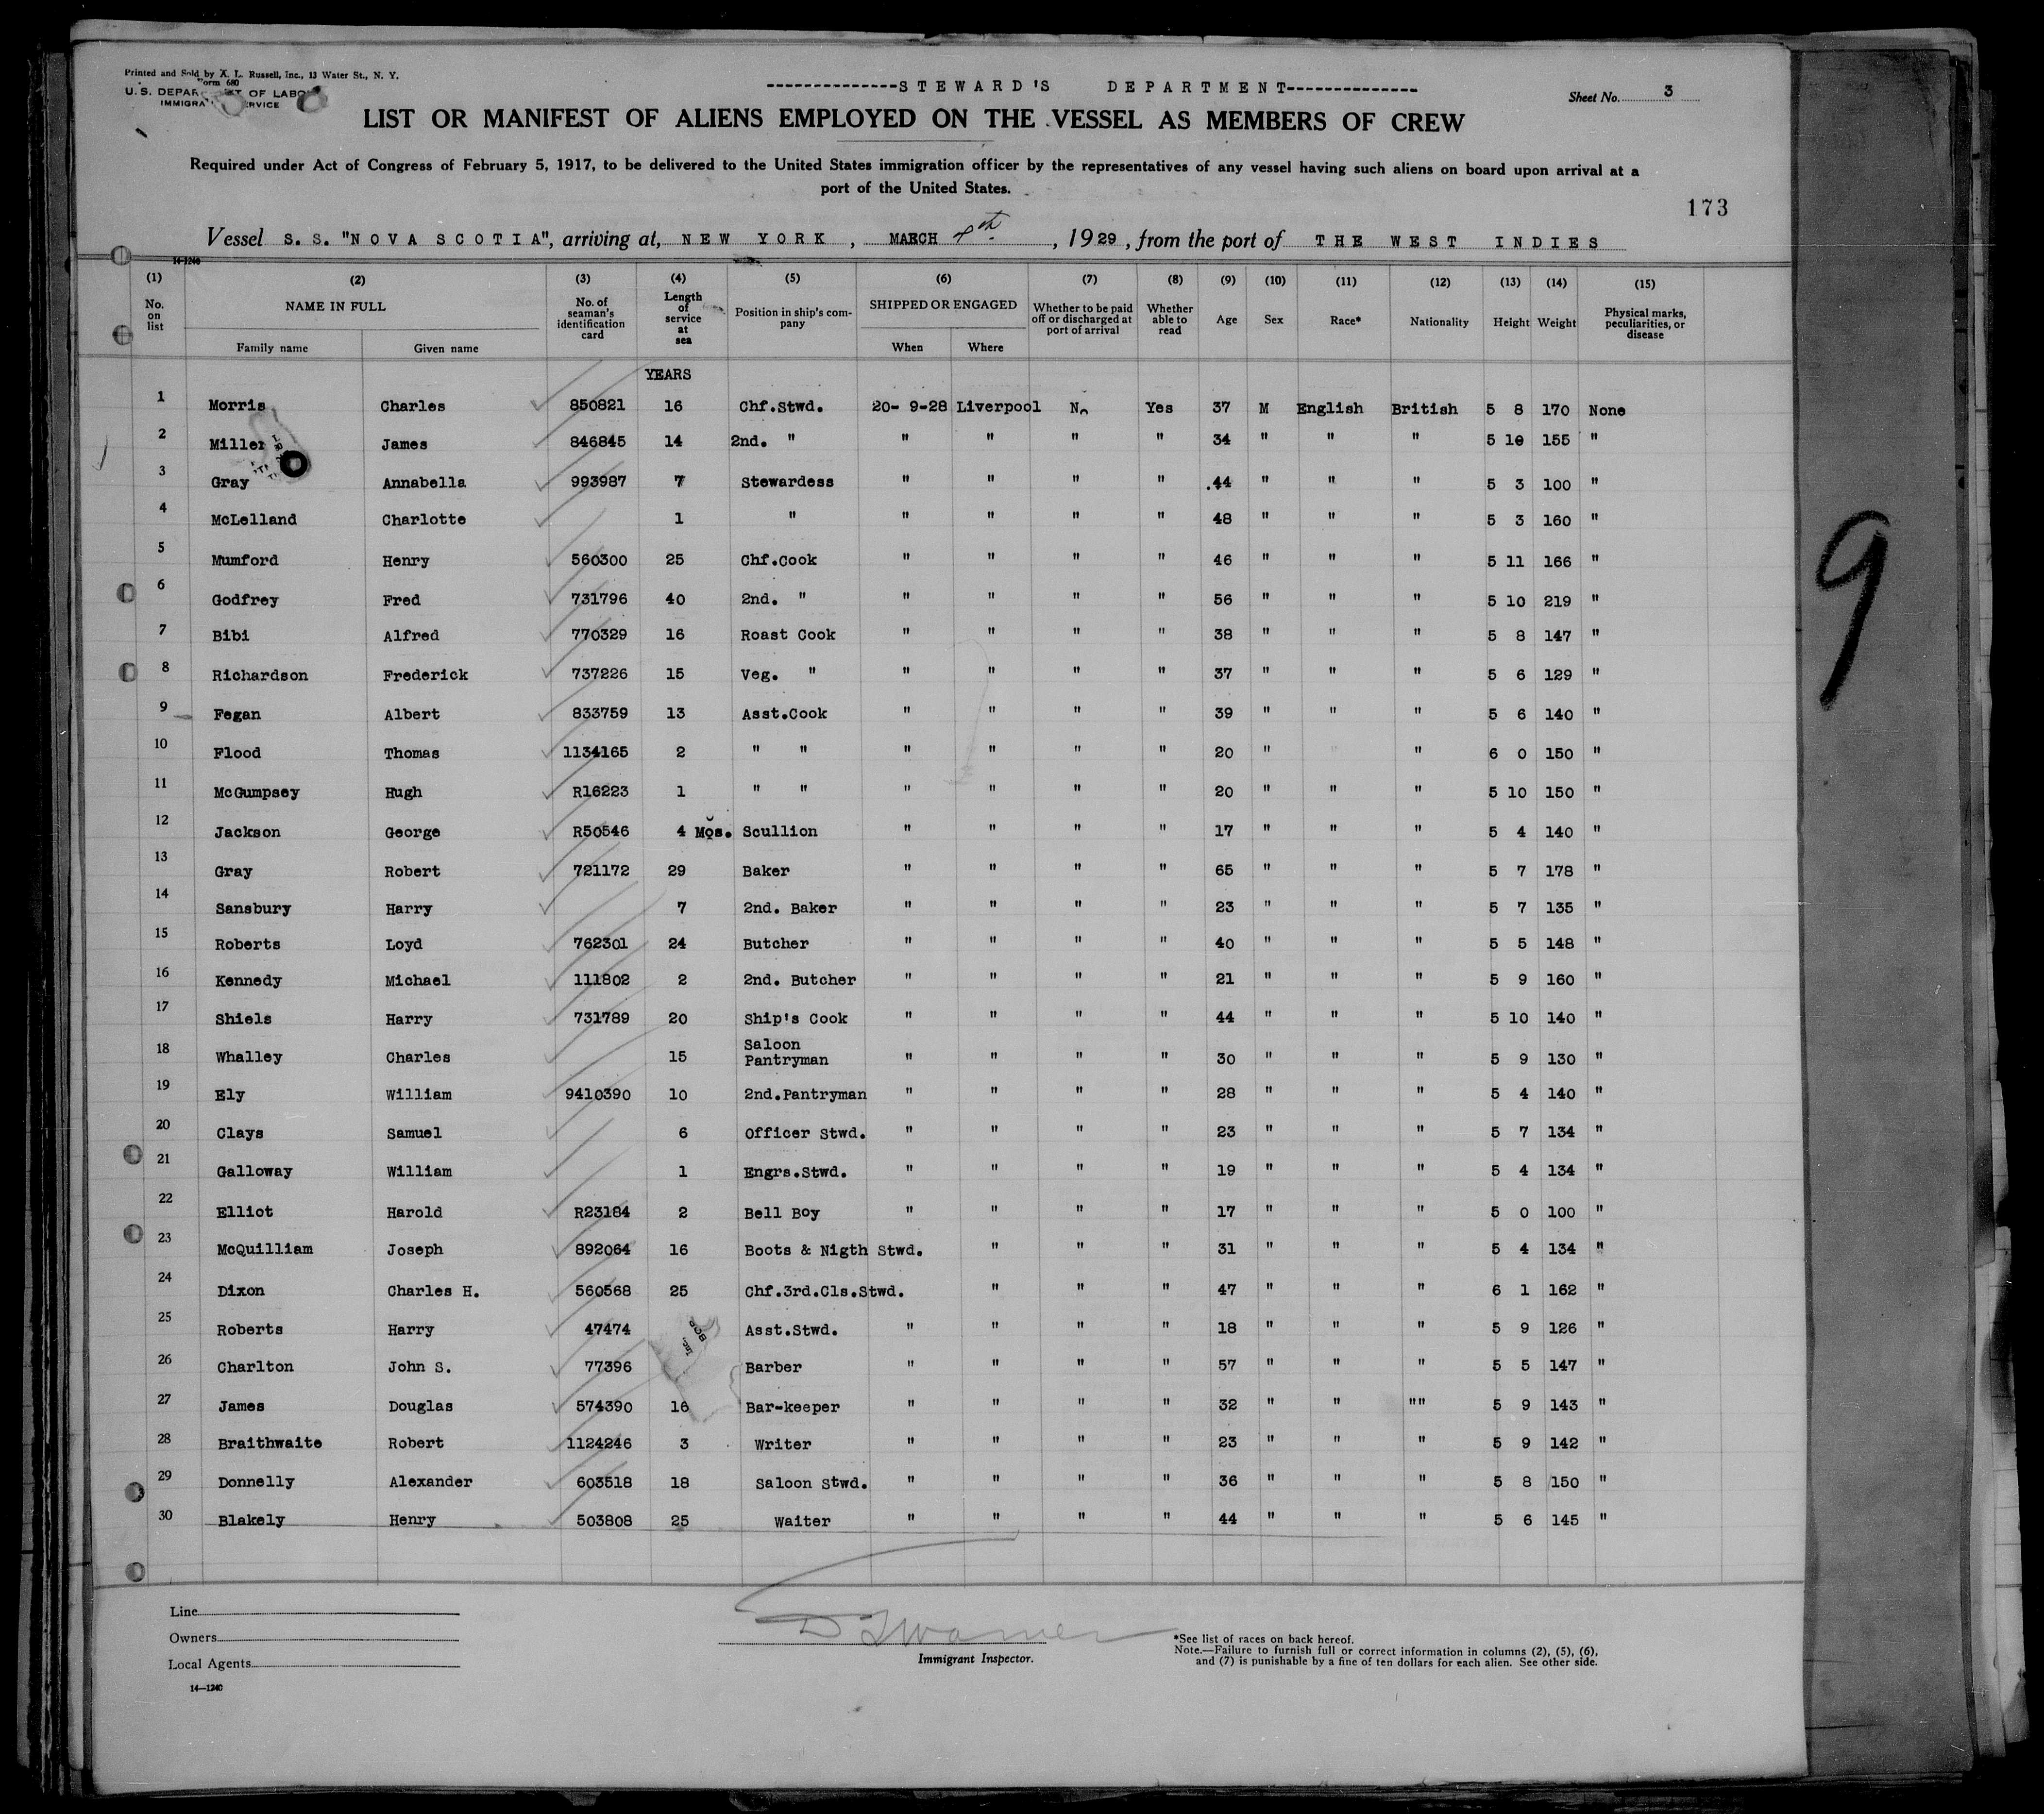 Printed and Sold by A. L. Russell, Inc., 13 Water St., N. Y.
Form 680
U. S. DEPARTMENT OF LABOR
IMMIGRATION SERVICE
--------------STEWARD'S DEPARTMENT--------------
Sheet No. 3
LIST OR MANIFEST OF ALIENS EMPLOYED ON THE VESSEL AS MEMBERS OF CREW
Required under Act of Congress of February 5, 1917, to be delivered to the United States immigration officer by the representatives of any vessel having such aliens on board upon arrival at a
port of the United States.
173
Vessel S. S. "NOVA SCOTIA", arriving at, NEW YORK, MARCH th, 1929, from the port of THE WEST INDIES
14-1240
(1) (2) (3) (4) (5) (6) (7) (8) (9) (10) (11) (12) (13) (14) (15)
No. on list NAME IN FULL No. of seaman's identification card Length of service at sea Position in ship's company SHIPPED OR ENGAGED Whether to be paid off or discharged at port of arrival Whether able to read Age Sex Race* Nationality Height Weight Physical marks, peculiarities, or disease
Family name Given name When Where
YEARS
1 Morris Charles 850821 16 Chf.Stwd. 20- 9-28 Liverpool No Yes 37 M English British 5 8 170 None
2 Miller James 846845 14 2nd. " " " " " 34 " " " 5 10 155 "
3 Gray Annabella 993987 7 Stewardess " " " " 44 " " " 5 3 100 "
4 McLelland Charlotte 1 " " " " " 48 " " " 5 3 160 "
5 Mumford Henry 560300 25 Chf.Cook " " " " 46 " " " 5 11 166 "
6 Godfrey Fred 731796 40 2nd. " " " " " 56 " " " 5 10 219 "
7 Bibi Alfred 770329 16 Roast Cook " " " " 38 " " " 5 8 147 "
8 Richardson Frederick 737226 15 Veg. " " " " " 37 " " " 5 6 129 "
9 Fegan Albert 833759 13 Asst.Cook " " " " 39 " " " 5 6 140 "
10 Flood Thomas 1134165 2 " " " " " " 20 " " 6 0 150 "
11 McGumpsey Hugh R16223 1 " " " " " " 20 " " " 5 10 150 "
12 Jackson George R50546 4 Mos. Scullion " " " " 17 " " " 5 4 140 "
13 Gray Robert 721172 29 Baker " " " " 65 " " " 5 7 178 "
14 Sansbury Harry 7 2nd. Baker " " " " 23 " " " 5 7 135 "
15 Roberts Loyd 762301 24 Butcher " " " " 40 " " " 5 5 148 "
16 Kennedy Michael 111802 2 2nd. Butcher " " " " 21 " " " 5 9 160 "
17 Shiels Harry 731789 20 Ship's Cook " " " " 44 " " " 5 10 140 "
18 Whalley Charles 15 Saloon Pantryman " " " " 30 " " " 5 9 130 "
19 Ely William 9410390 10 2nd.Pantryman " " " " 28 " " " 5 4 140 "
20 Clays Samuel 6 Officer Stwd. " " " " 23 " " " 5 7 134 "
21 Galloway William 1 Engrs.Stwd. " " " " 19 " " " 5 4 134 "
22 Elliot Harold R23184 2 Bell Boy " " " " 17 " " " 5 0 100 "
23 McQuilliam Joseph 892064 16 Boots & Nigth Stwd. " " " 31 " " " 5 4 134 "
24 Dixon Charles H. 560568 25 Chf.3rd.Cls.Stwd. " " " 47 " " " 6 1 162 "
25 Roberts Harry 47474 Asst.Stwd. " " " " 18 " " " 5 9 126 "
26 Charlton John S. 77396 Barber " " " " 57 " " " 5 5 147 "
27 James Douglas 574390 16 Bar-keeper " " " " 32 " " "" 5 9 143 "
28 Braithwaite Robert 1124246 3 Writer " " " " 23 " " " 5 9 142 "
29 Donnelly Alexander 603518 18 Saloon Stwd. " " " " 36 " " " 5 8 150 "
30 Blakely Henry 503808 25 Waiter " " " " 44 " " " 5 6 145 "
9
Line
Owners
Local Agents
14—1240
Immigrant Inspector.
*See list of races on back hereof.
Note.—Failure to furnish full or correct information in columns (2), (5), (6),
and (7) is punishable by a fine of ten dollars for each alien. See other side.